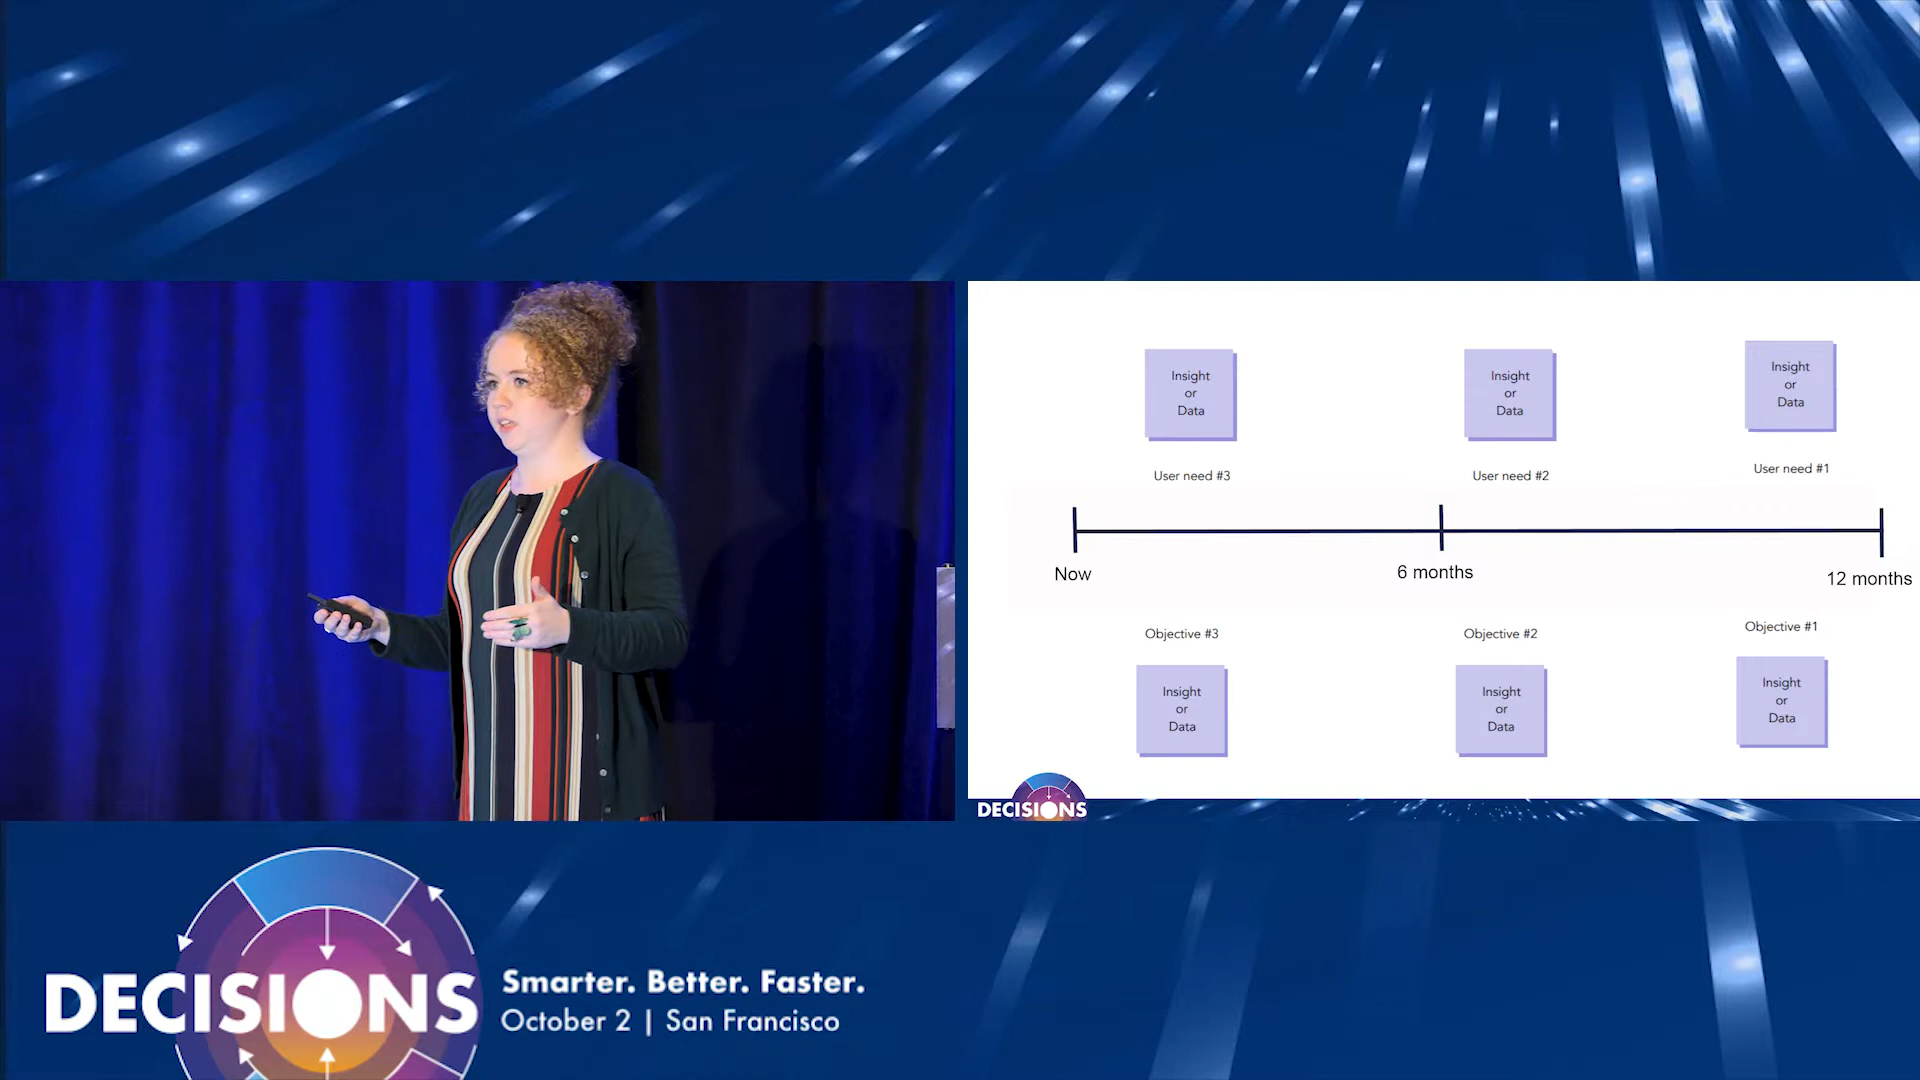 Insight
or
Data
Insight
or
Data
Insight
or
Data
User need #3
User need #2
User need #1
Now
6 months
12 months
Objective #3
Objective #2
Objective #1
Insight
or
Data
Insight
or
Data
Insight
or
Data
DECISIONS
DECISIONS
Smarter. Better. Faster.
October 2 | San Francisco